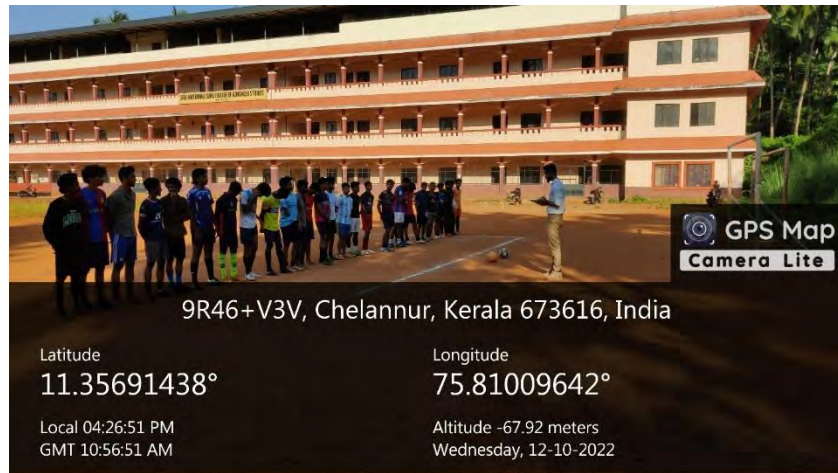 GPS Map
Camera Lite
9R46+V3V, Chelannur, Kerala 673616, India
Latitude
11.35691438°
Local 04:26:51 PM
GMT 10:56:51 AM
Longitude
75.81009642°
Altitude -67.92 meters
Wednesday, 12-10-2022